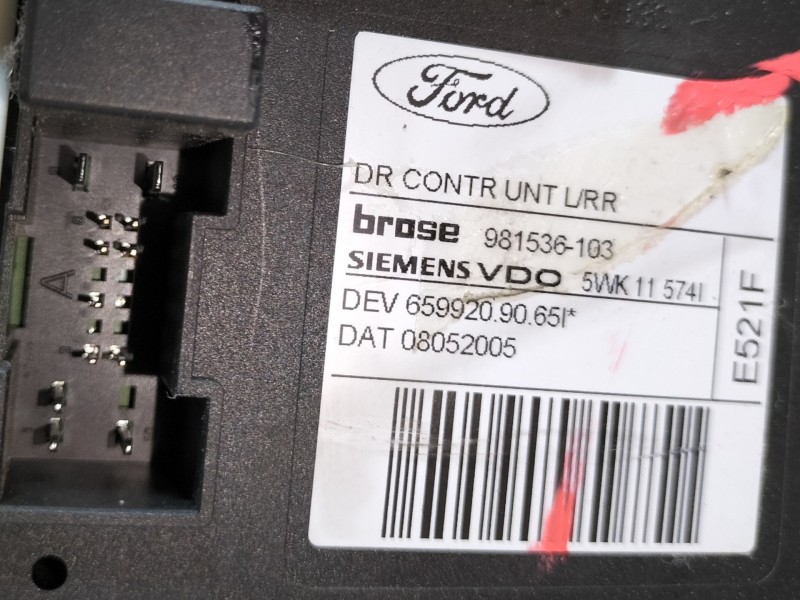 Ford
DR CONTR UNT L/RR
brose 981536-103
SIEMENS VDO 5WK 11 574I
DEV 659920.90.65I*
DAT 08052005
E521F
A